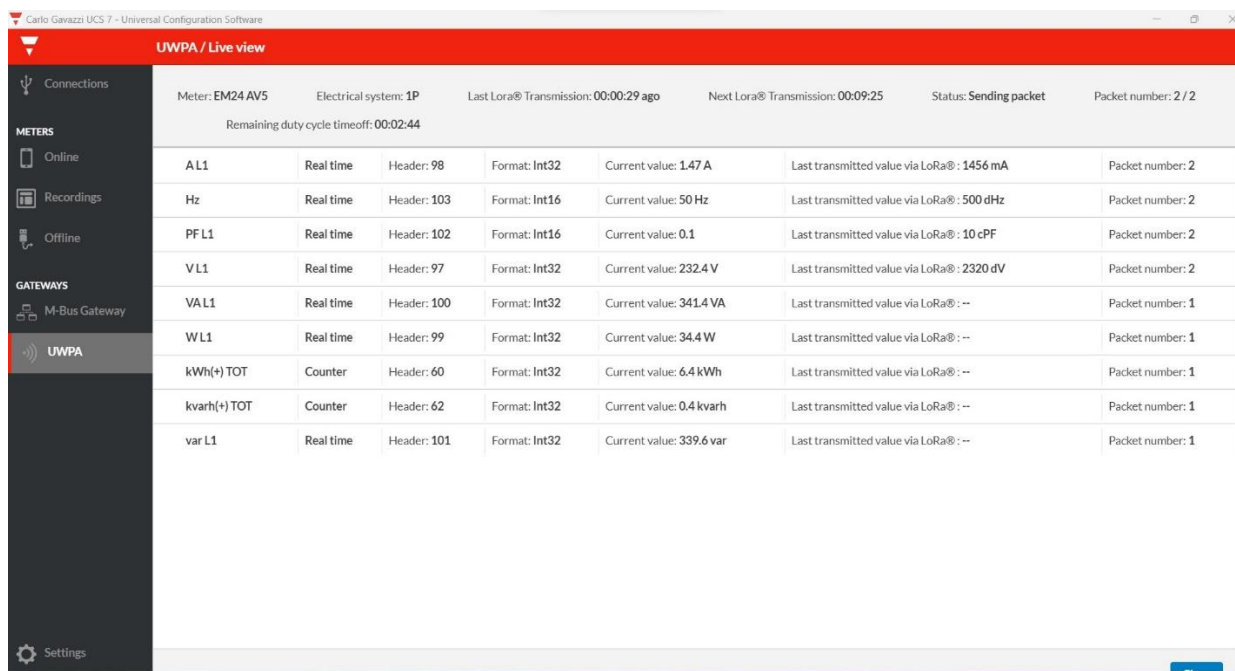 Carlo Gavazzi UCS 7 - Universal Configuration Software
UWPA / Live view
Connections
METERS
Online
Recordings
Offline
GATEWAYS
M-Bus Gateway
UWPA
Settings
Meter: EM24 AV5 Electrical system: 1P Last Lora® Transmission: 00:00:29 ago Next Lora® Transmission: 00:09:25 Status: Sending packet Packet number: 2 / 2
Remaining duty cycle timeoff: 00:02:44
A L1 Real time Header: 98 Format: Int32 Current value: 1.47 A Last transmitted value via LoRa® : 1456 mA Packet number: 2
Hz Real time Header: 103 Format: Int16 Current value: 50 Hz Last transmitted value via LoRa® : 500 dHz Packet number: 2
PF L1 Real time Header: 102 Format: Int16 Current value: 0.1 Last transmitted value via LoRa® : 10 cPF Packet number: 2
V L1 Real time Header: 97 Format: Int32 Current value: 232.4 V Last transmitted value via LoRa® : 2320 dV Packet number: 2
VA L1 Real time Header: 100 Format: Int32 Current value: 341.4 VA Last transmitted value via LoRa® : -- Packet number: 1
W L1 Real time Header: 99 Format: Int32 Current value: 34.4 W Last transmitted value via LoRa® : -- Packet number: 1
kWh(+) TOT Counter Header: 60 Format: Int32 Current value: 6.4 kWh Last transmitted value via LoRa® : -- Packet number: 1
kvarh(+) TOT Counter Header: 62 Format: Int32 Current value: 0.4 kvarh Last transmitted value via LoRa® : -- Packet number: 1
var L1 Real time Header: 101 Format: Int32 Current value: 339.6 var Last transmitted value via LoRa® : -- Packet number: 1